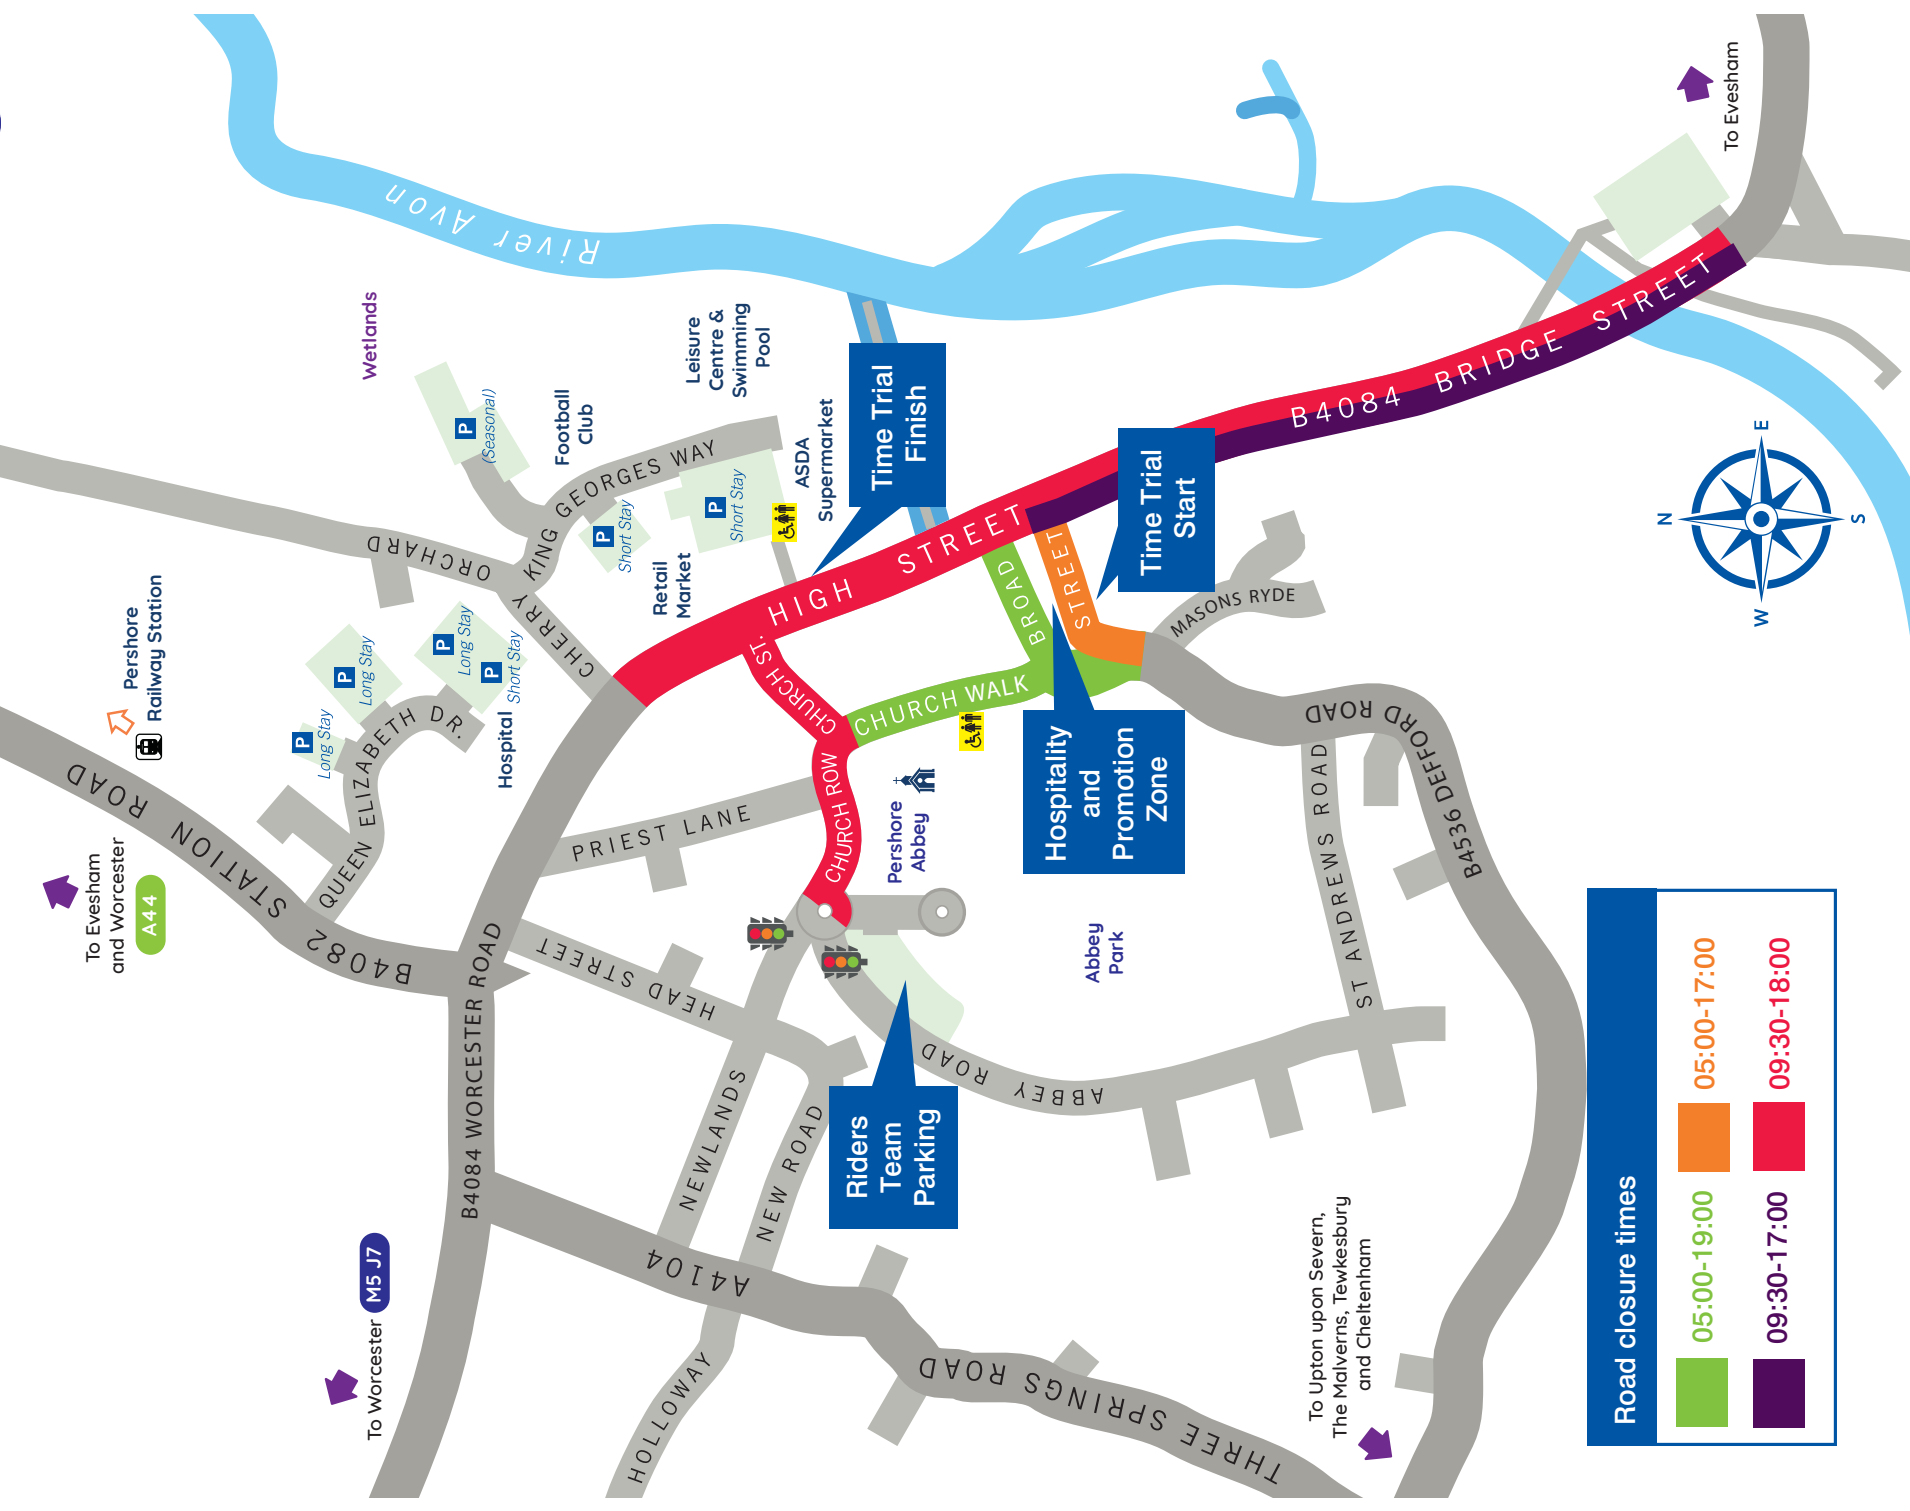 River Avon
Wetlands
P
(Seasonal)
Football
Club
Leisure
Centre &
Swimming
Pool
ASDA
Supermarket
KING GEORGES WAY
P
Short Stay
P
Short Stay
Retail
Market
ORCHARD
CHERRY
Pershore
Railway Station
P
Long Stay
P
Long Stay
P
Long Stay
P
Short Stay
Hospital
QUEEN ELIZABETH DR.
STATION ROAD
B4082
To Evesham
and Worcester
A44
Time Trial
Finish
HIGH STREET
Time Trial
Start
B4084 BRIDGE STREET
To Evesham
BROAD
STREET
MASONS RYDE
CHURCH ST.
CHURCH WALK
CHURCH ROW
PRIEST LANE
Pershore
Abbey
Hospitality
and
Promotion
Zone
Abbey
Park
HEAD STREET
B4084 WORCESTER ROAD
NEWLANDS
NEW ROAD
ABBEY ROAD
ST ANDREWS ROAD
B4536 DEFFORD ROAD
Riders
Team
Parking
To Worcester
M5 J7
A4104
HOLLOWAY
THREE SPRINGS ROAD
To Upton upon Severn,
The Malverns, Tewkesbury
and Cheltenham
N
E
S
W
Road closure times
05:00-19:00
05:00-17:00
09:30-17:00
09:30-18:00